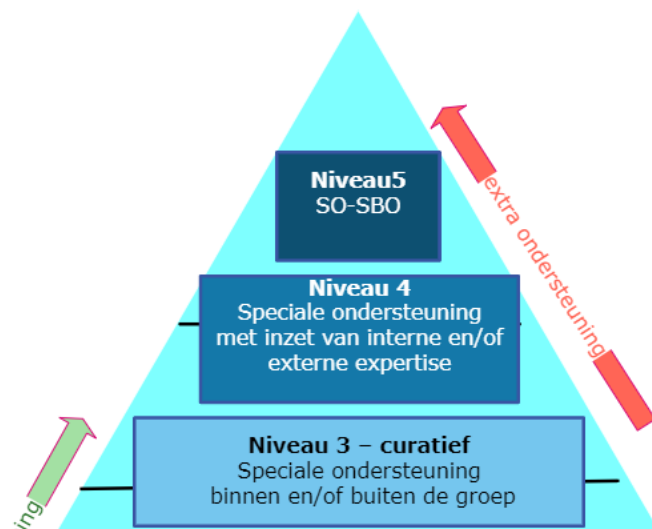 Niveau5
SO-SBO
extra ondersteuning
Niveau 4
Speciale ondersteuning
met inzet van interne en/of
externe expertise
Niveau 3 – curatief
Speciale ondersteuning
binnen en/of buiten de groep